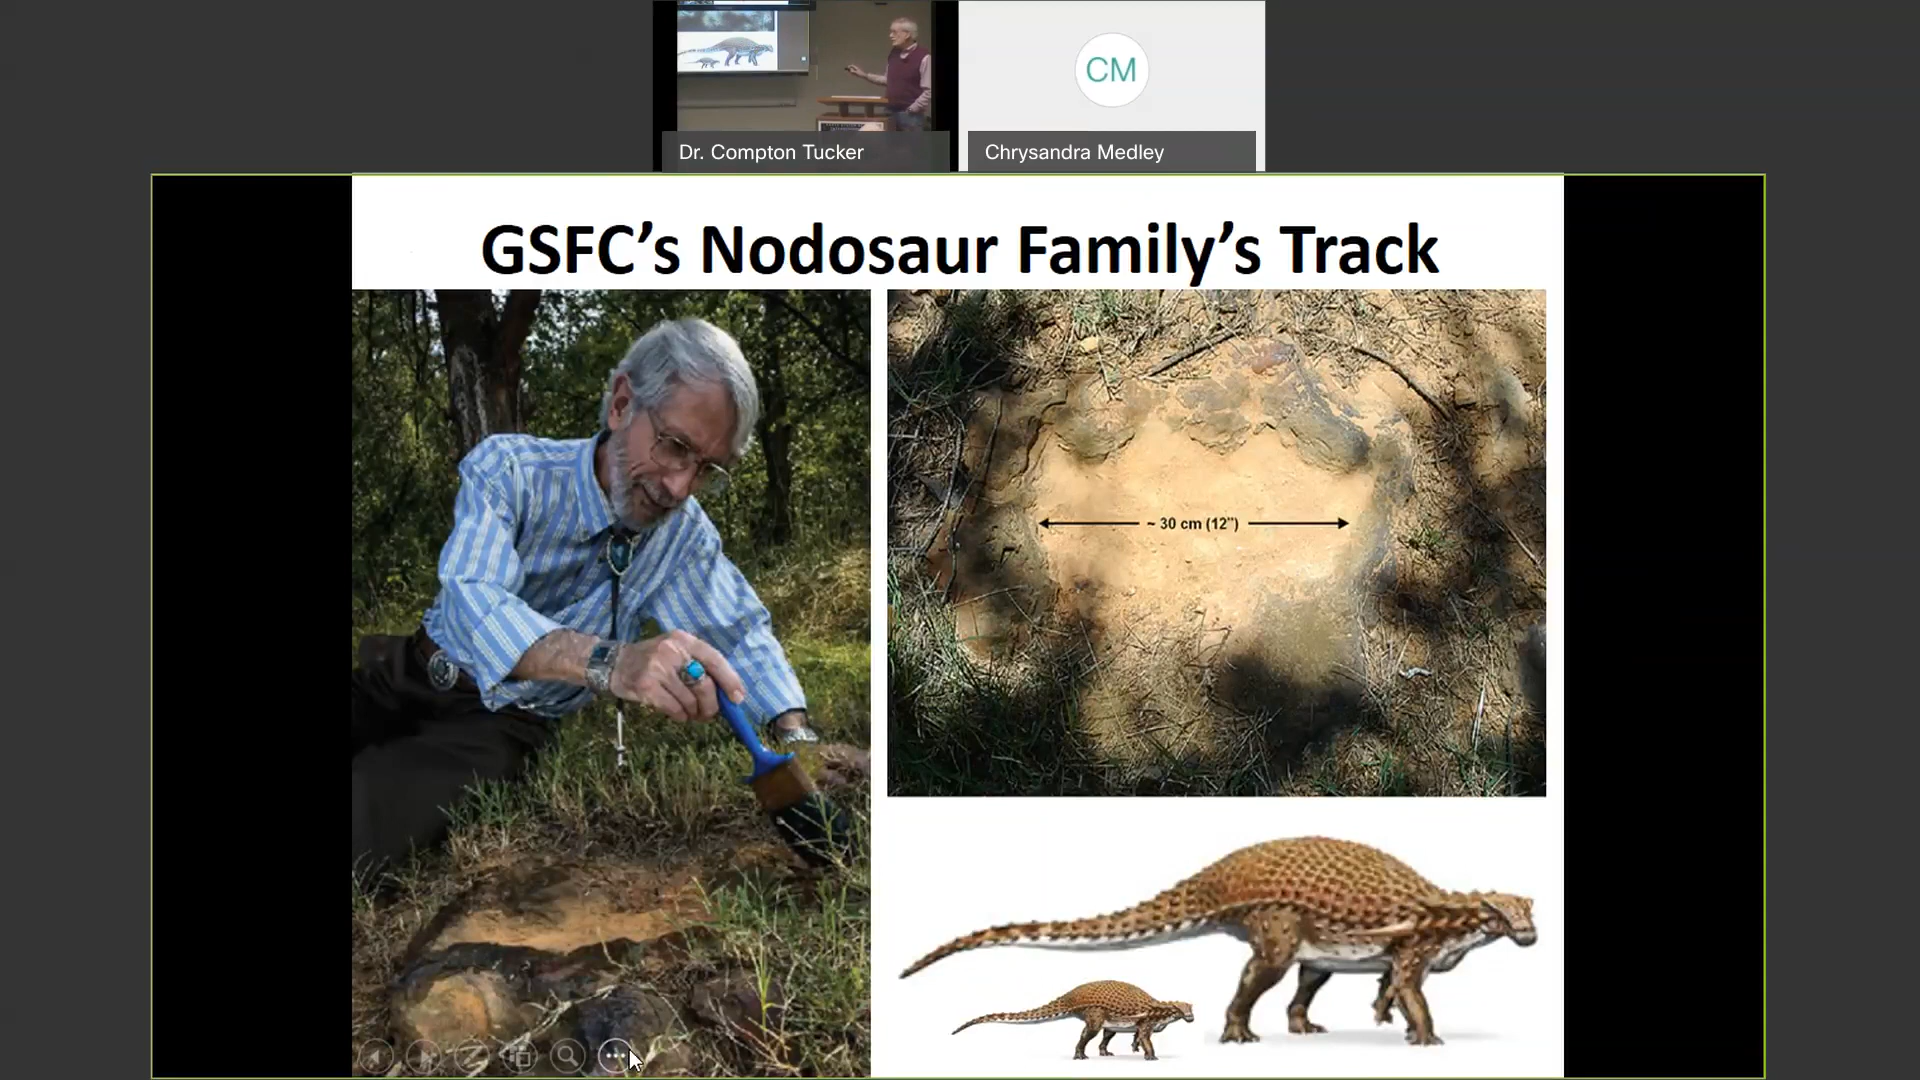 CM
Dr. Compton Tucker
Chrysandra Medley
GSFC's Nodosaur Family's Track
~ 30 cm (12")